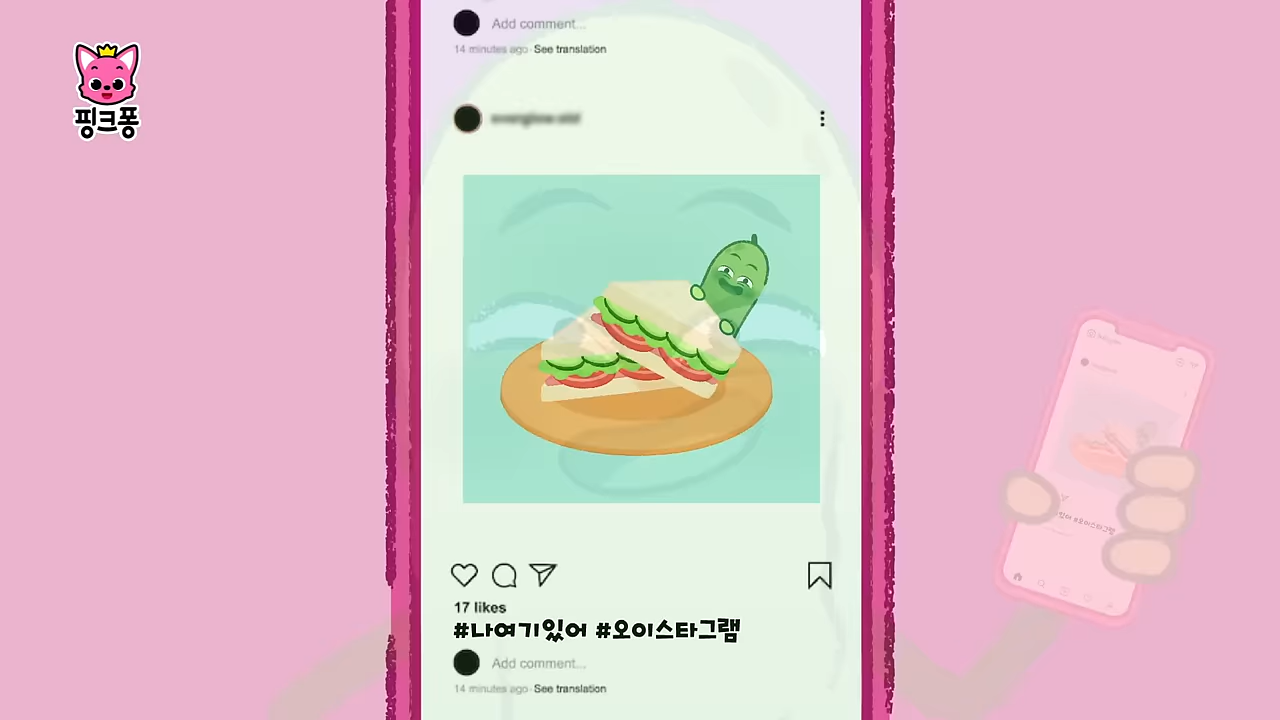 Add comment...
14 minutes ago · See translation
핑크퐁
17 likes
#나여기있어 #오이스타그램
Add comment...
14 minutes ago · See translation